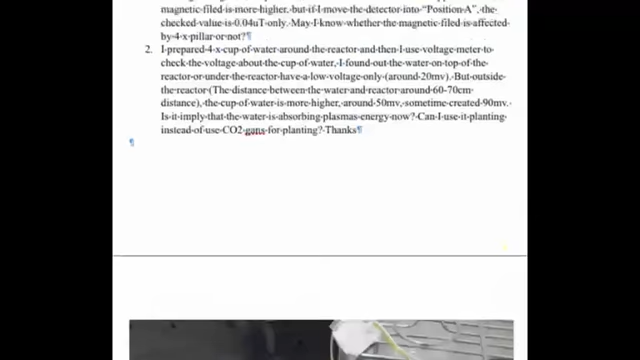 magnetic filed is more higher, but if I move the detector into "Position A", the
checked value is 0.04uT only. May I know whether the magnetic filed is affected
by 4 x pillar or not?
2. I prepared 4 x cup of water around the reactor and then I use voltage meter to
check the voltage about the cup of water, I found out the water on top of the
reactor or under the reactor have a low voltage only (around 20mv). But outside
the reactor (The distance between the water and reactor around 60-70cm
distance), the cup of water is more higher, around 50mv, sometime created 90mv.
Is it imply that the water is absorbing plasmas energy now? Can I use it planting
instead of use CO2 gans for planting? Thanks